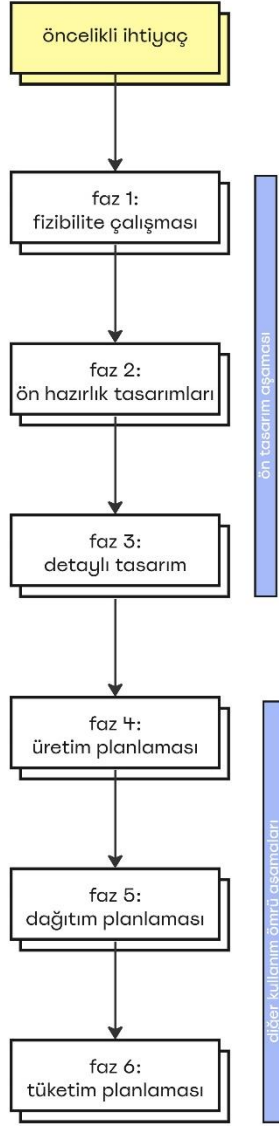 öncelikli ihtiyaç
faz 1:
fizibilite çalışması
faz 2:
ön hazırlık tasarımları
faz 3:
detaylı tasarım
ön tasarım aşaması
faz 4:
üretim planlaması
faz 5:
dağıtım planlaması
faz 6:
tüketim planlaması
diğer kullanım ömrü aşamaları